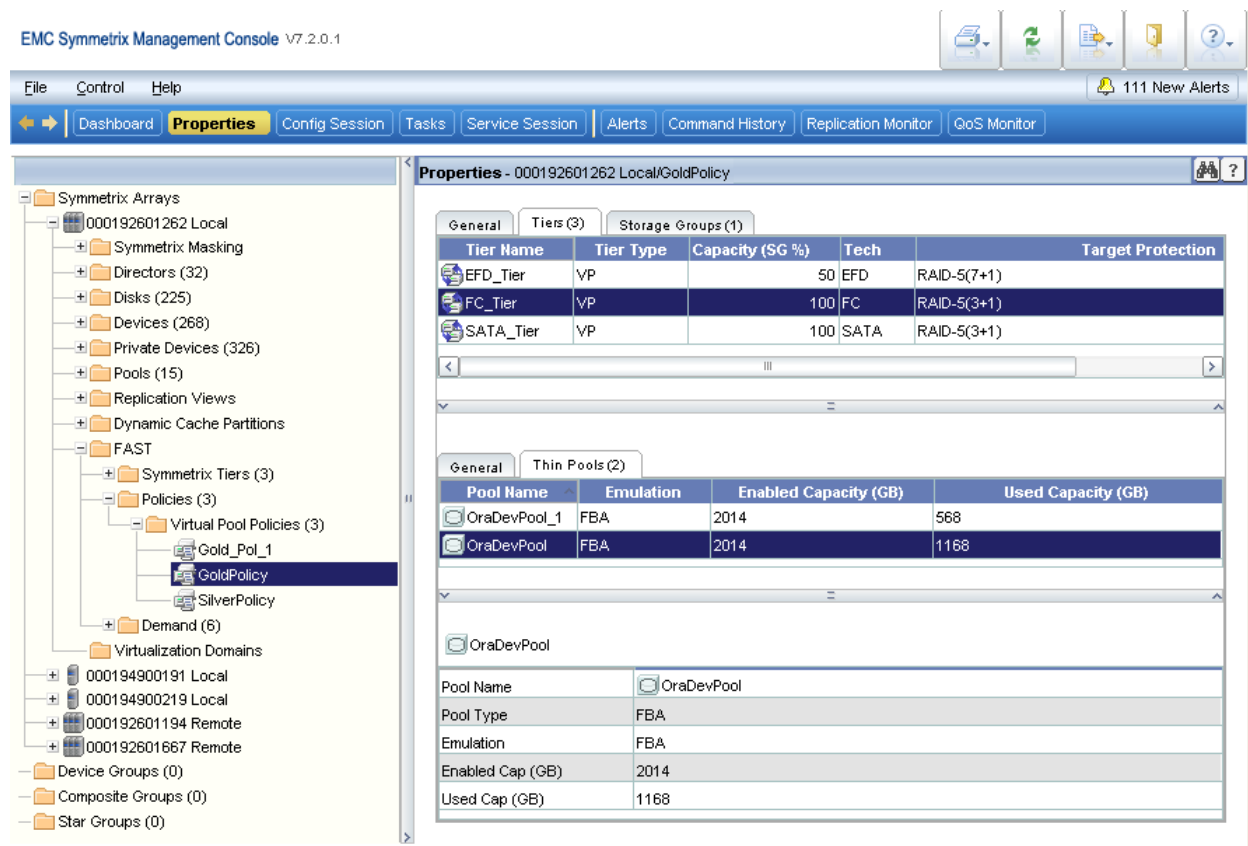 EMC Symmetrix Management Console V7.2.0.1
File Control Help
111 New Alerts
Dashboard Properties Config Session Tasks Service Session Alerts Command History Replication Monitor QoS Monitor
Symmetrix Arrays
000192601262 Local
Symmetrix Masking
Directors (32)
Disks (225)
Devices (268)
Private Devices (326)
Pools (15)
Replication Views
Dynamic Cache Partitions
FAST
Symmetrix Tiers (3)
Policies (3)
Virtual Pool Policies (3)
Gold_Pol_1
GoldPolicy
SilverPolicy
Demand (6)
Virtualization Domains
000194900191 Local
000194900219 Local
000192601194 Remote
000192601667 Remote
Device Groups (0)
Composite Groups (0)
Star Groups (0)
Properties - 000192601262 Local/GoldPolicy
General Tiers (3) Storage Groups (1)
Tier Name Tier Type Capacity (SG %) Tech Target Protection
EFD_Tier VP 50 EFD RAID-5(7+1)
FC_Tier VP 100 FC RAID-5(3+1)
SATA_Tier VP 100 SATA RAID-5(3+1)
General Thin Pools (2)
Pool Name Emulation Enabled Capacity (GB) Used Capacity (GB)
OraDevPool_1 FBA 2014 568
OraDevPool FBA 2014 1168
OraDevPool
Pool Name OraDevPool
Pool Type FBA
Emulation FBA
Enabled Cap (GB) 2014
Used Cap (GB) 1168